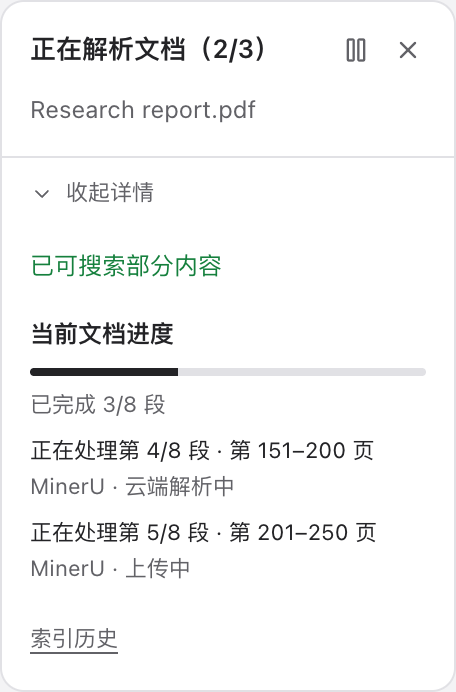 正在解析文档（2/3）
Research report.pdf
收起详情
已可搜索部分内容
当前文档进度
已完成 3/8 段
正在处理第 4/8 段 · 第 151–200 页
MinerU · 云端解析中
正在处理第 5/8 段 · 第 201–250 页
MinerU · 上传中
索引历史